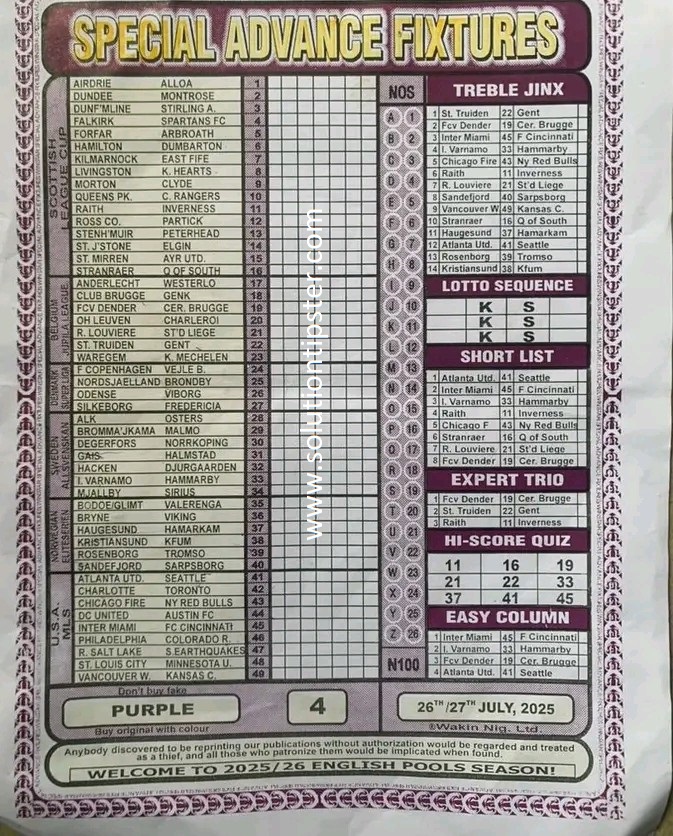 SPECIAL ADVANCE FIXTURES
SCOTTISH LEAGUE CUP
AIRDRIE ALLOA 1
DUNDEE MONTROSE 2
DUNF'MLINE STIRLING A. 3
FALKIRK SPARTANS FC 4
FORFAR ARBROATH 5
HAMILTON DUMBARTON 6
KILMARNOCK EAST FIFE 7
LIVINGSTON K. HEARTS 8
MORTON CLYDE 9
QUEENS PK. C. RANGERS 10
RAITH INVERNESS 11
ROSS CO. PARTICK 12
STENH'MUIR PETERHEAD 13
ST. J'STONE ELGIN 14
ST. MIRREN AYR UTD. 15
STRANRAER Q OF SOUTH 16
BELGIUM JUPILA LEAGUE
ANDERLECHT WESTERLO 17
CLUB BRUGGE GENK 18
FCV DENDER CER. BRUGGE 19
OH LEUVEN CHARLEROI 20
R. LOUVIERE ST'D LIEGE 21
ST. TRUIDEN GENT 22
WAREGEM K. MECHELEN 23
DENMARK SUPER LIGA
F COPENHAGEN VEJLE B. 24
NORDSJAELLAND BRONDBY 25
ODENSE VIBORG 26
SILKEBORG FREDERICIA 27
SWEDEN ALLSVENSKAN
ALK OSTERS 28
BROMMA'JKAMA MALMO 29
DEGERFORS NORRKOPING 30
GAIS HALMSTAD 31
HACKEN DJURGAARDEN 32
I. VARNAMO HAMMARBY 33
MJALLBY SIRIUS 34
NORWEGIAN ELITESERIEN
BODOE/GLIMT VALERENGA 35
BRYNE VIKING 36
HAUGESUND HAMARKAM 37
KRISTIANSUND KFUM 38
ROSENBORG TROMSO 39
SANDEFJORD SARPSBORG 40
U.S.A MLS
ATLANTA UTD. SEATTLE 41
CHARLOTTE TORONTO 42
CHICAGO FIRE NY RED BULLS 43
DC UNITED AUSTIN FC 44
INTER MIAMI FC CINCINNATI 45
PHILADELPHIA COLORADO R. 46
R. SALT LAKE S.EARTHQUAKES 47
ST. LOUIS CITY MINNESOTA U. 48
VANCOUVER W. KANSAS C. 49
www.solutiontipster.com
NOS
A 1
B 2
C 3
D 4
E 5
F 6
G 7
H 8
I 9
J 10
K 11
L 12
M 13
N 14
O 15
P 16
Q 17
R 18
S 19
T 20
U 21
V 22
W 23
X 24
Y 25
Z 26
N100
TREBLE JINX
1 St. Truiden 22 Gent
2 Fcv Dender 19 Cer. Brugge
3 Inter Miami 45 F Cincinnati
4 I. Varnamo 33 Hammarby
5 Chicago Fire 43 Ny Red Bulls
6 Raith 11 Inverness
7 R. Louviere 21 St'd Liege
8 Sandefjord 40 Sarpsborg
9 Vancouver W. 49 Kansas C.
10 Stranraer 16 Q of South
11 Haugesund 37 Hamarkam
12 Atlanta Utd. 41 Seattle
13 Rosenborg 39 Tromso
14 Kristiansund 38 Kfum
LOTTO SEQUENCE
K S
K S
K S
SHORT LIST
1 Atlanta Utd. 41 Seattle
2 Inter Miami 45 F Cincinnati
3 I. Varnamo 33 Hammarby
4 Raith 11 Inverness
5 Chicago F 43 Ny Red Bulls
6 Stranraer 16 Q of South
7 R. Louviere 21 St'd Liege
8 Fcv Dender 19 Cer. Brugge
EXPERT TRIO
1 Fcv Dender 19 Cer. Brugge
2 St. Truiden 22 Gent
3 Raith 11 Inverness
HI-SCORE QUIZ
11 16 19
21 22 33
37 41 45
EASY COLUMN
1 Inter Miami 45 F Cincinnati
2 I. Varnamo 33 Hammarby
3 Fcv Dender 19 Cer. Brugge
4 Atlanta Utd. 41 Seattle
Don't buy fake
PURPLE
Buy original with colour
4
26TH/27TH JULY, 2025
©Wakin Nig. Ltd.
Anybody discovered to be reprinting our publications without authorization would be regarded and treated
as a thief, and all those who patronize them would be implicated when found.
WELCOME TO 2025/26 ENGLISH POOLS SEASON!